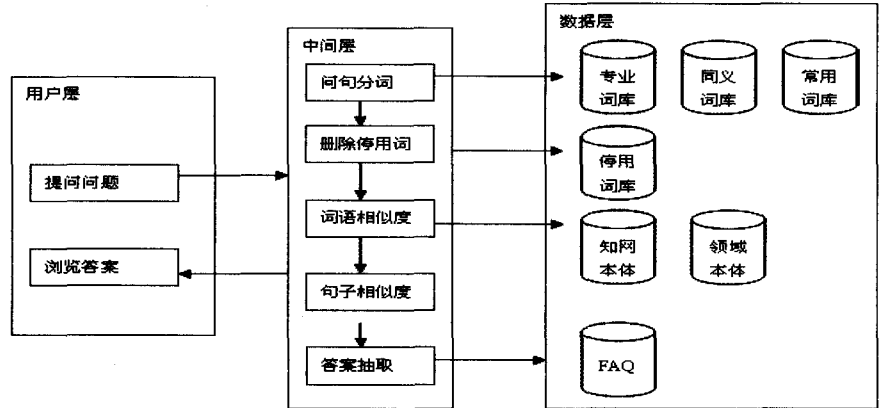 用户层
提问问题
浏览答案
中间层
问句分词
删除停用词
词语相似度
句子相似度
答案抽取
数据层
专业
词库
同义
词库
常用
词库
停用
词库
知网
本体
领域
本体
FAQ